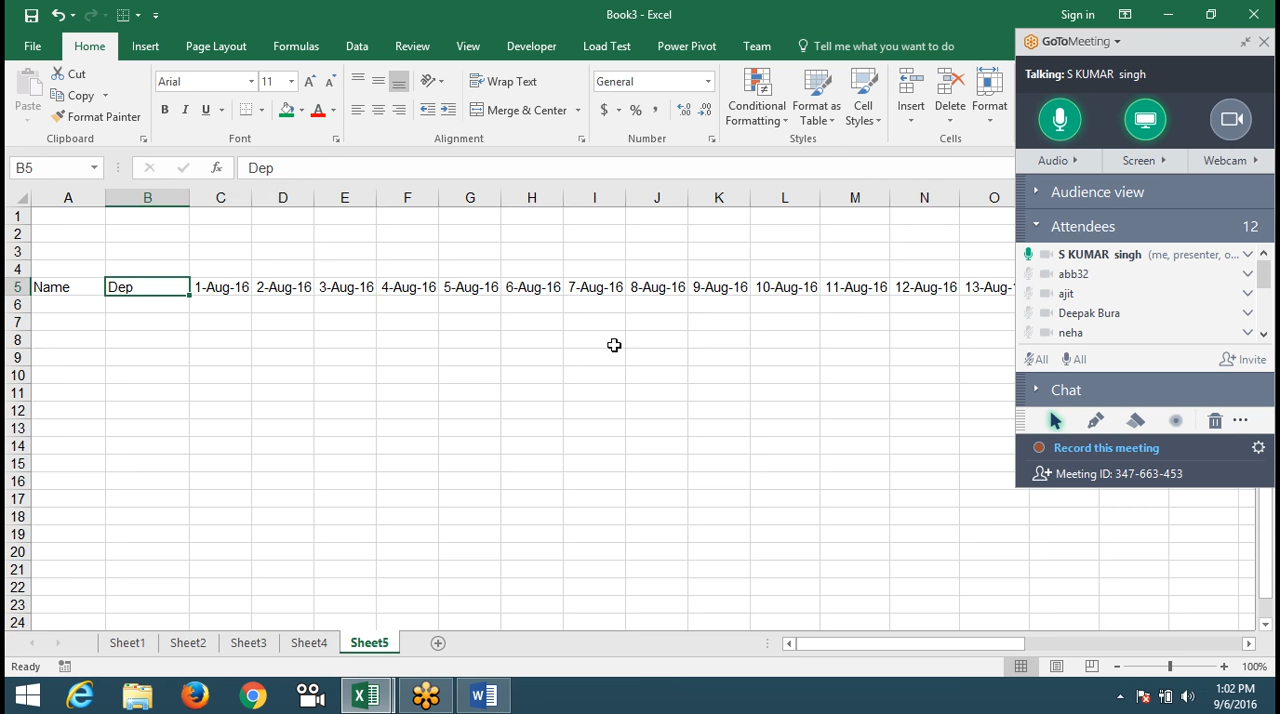 Book3 - Excel
Sign in
File Home Insert Page Layout Formulas Data Review View Developer Load Test Power Pivot Team Tell me what you want to do
Paste
Cut
Copy
Format Painter
Clipboard
Arial 11
B I U
Font
Wrap Text
Merge & Center
Alignment
General
$ % ,
Number
Conditional Formatting
Format as Table
Cell Styles
Styles
Insert
Delete
Format
Cells
B5 fx Dep
A B C D E F G H I J K L M N O
1
2
3
4
5 Name Dep 1-Aug-16 2-Aug-16 3-Aug-16 4-Aug-16 5-Aug-16 6-Aug-16 7-Aug-16 8-Aug-16 9-Aug-16 10-Aug-16 11-Aug-16 12-Aug-16 13-Aug-
6
7
8
9
10
11
12
13
14
15
16
17
18
19
20
21
22
23
24
Sheet1 Sheet2 Sheet3 Sheet4 Sheet5
Ready
100%
GoToMeeting
Talking: S KUMAR singh
Audio Screen Webcam
Audience view
Attendees 12
S KUMAR singh (me, presenter, o...
abb32
ajit
Deepak Bura
neha
All All Invite
Chat
Record this meeting
Meeting ID: 347-663-453
1:02 PM
9/6/2016